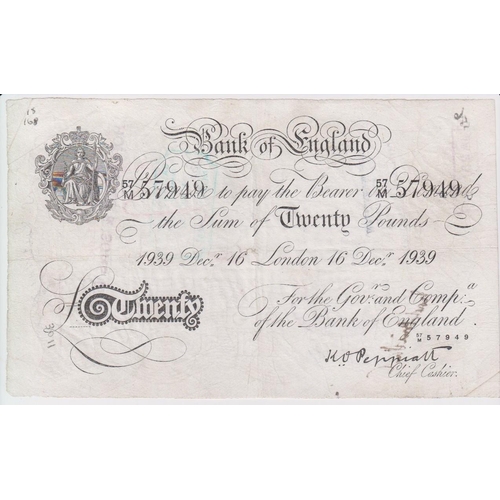 15
168
Bank of England
57/M 57949 to pay the Bearer on Demand 57/M 57949
the Sum of Twenty Pounds
1939 Decr. 16 London 16 Decr. 1939
£ Twenty
For the Govr. and Compa.
of the Bank of England.
57/M 57949
K.O. Peppiatt
Chief Cashier.